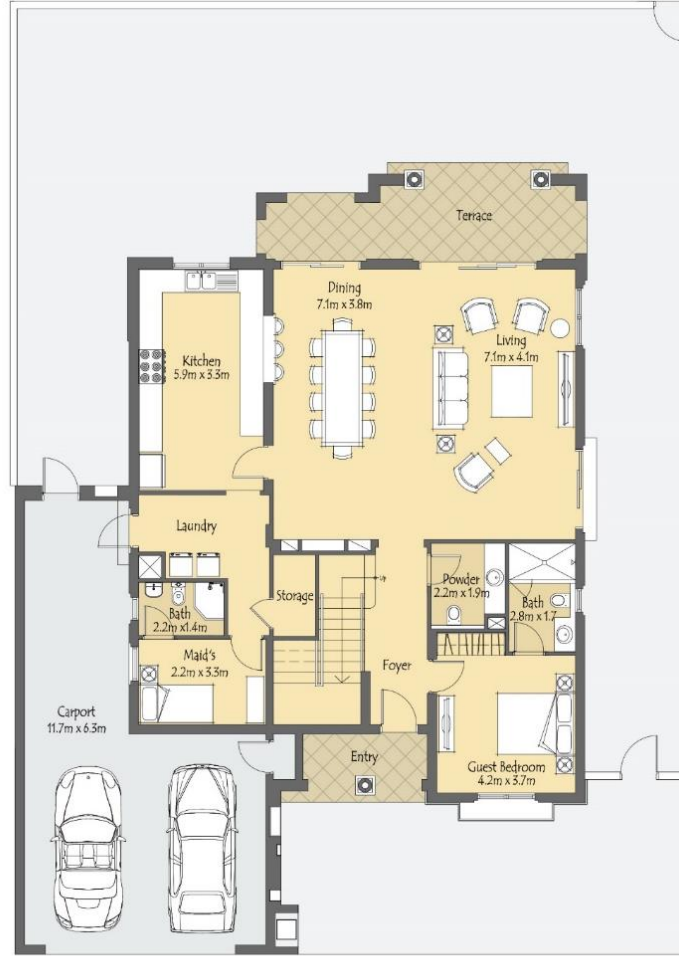 Terrace
Dining
7.1m x 3.8m
Living
7.1m x 4.1m
Kitchen
5.9m x 3.3m
Laundry
Storage
Powder
2.2m x 1.9m
Bath
2.8m x 1.7
Bath
2.2m x1.4m
Maid's
2.2m x 3.3m
Foyer
Carport
11.7m x 6.3m
Entry
Guest Bedroom
4.2m x 3.7m